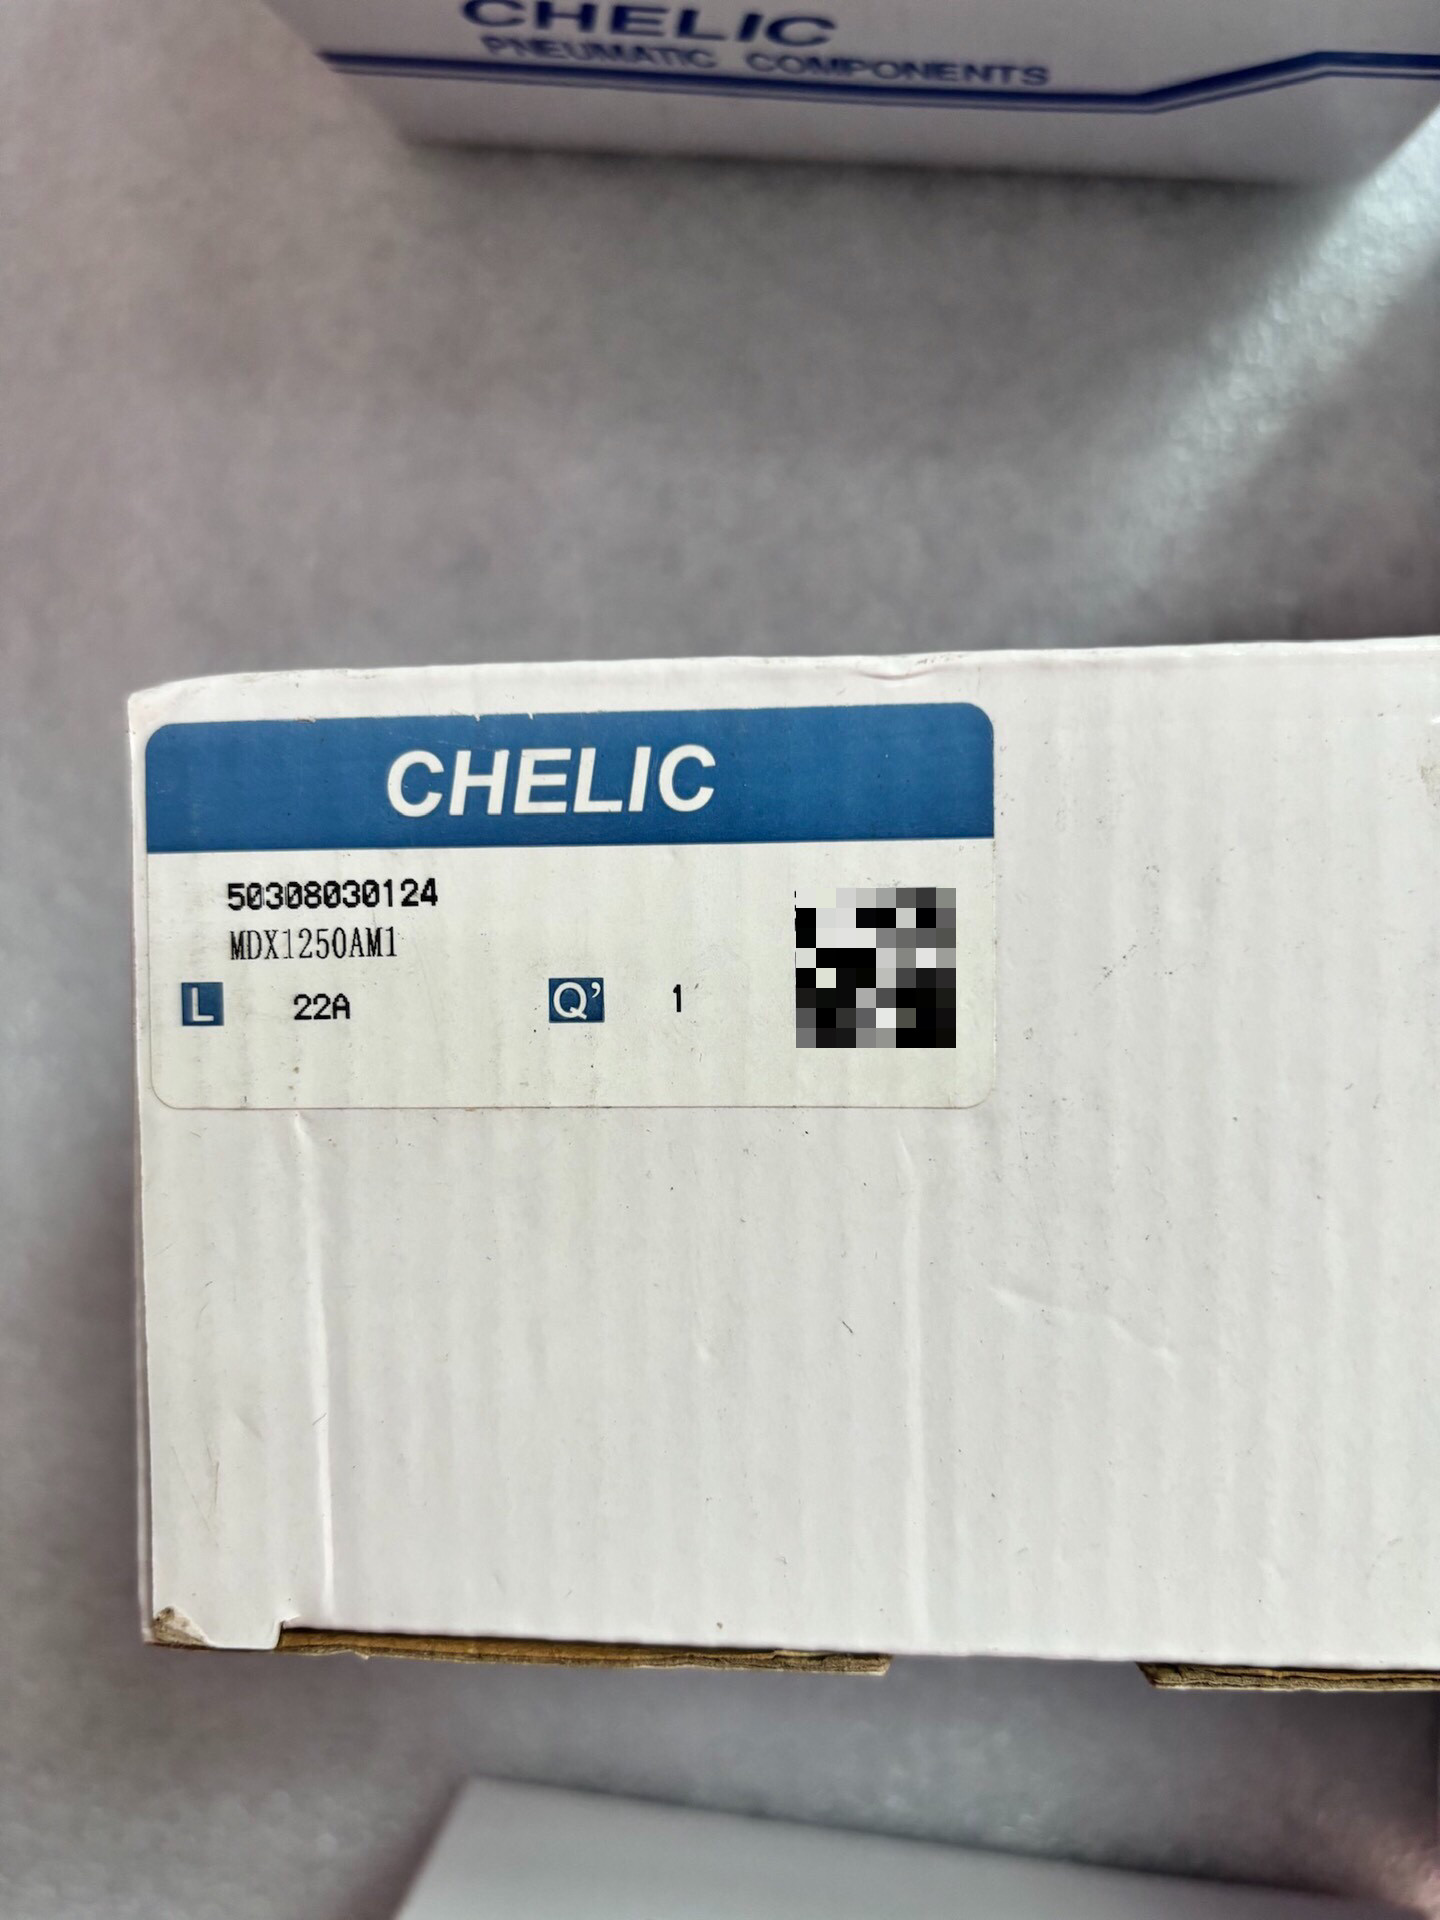 CHELIC
PNEUMATIC COMPONENTS
CHELIC
50308030124
MDX1250AM1
L 22A Q' 1